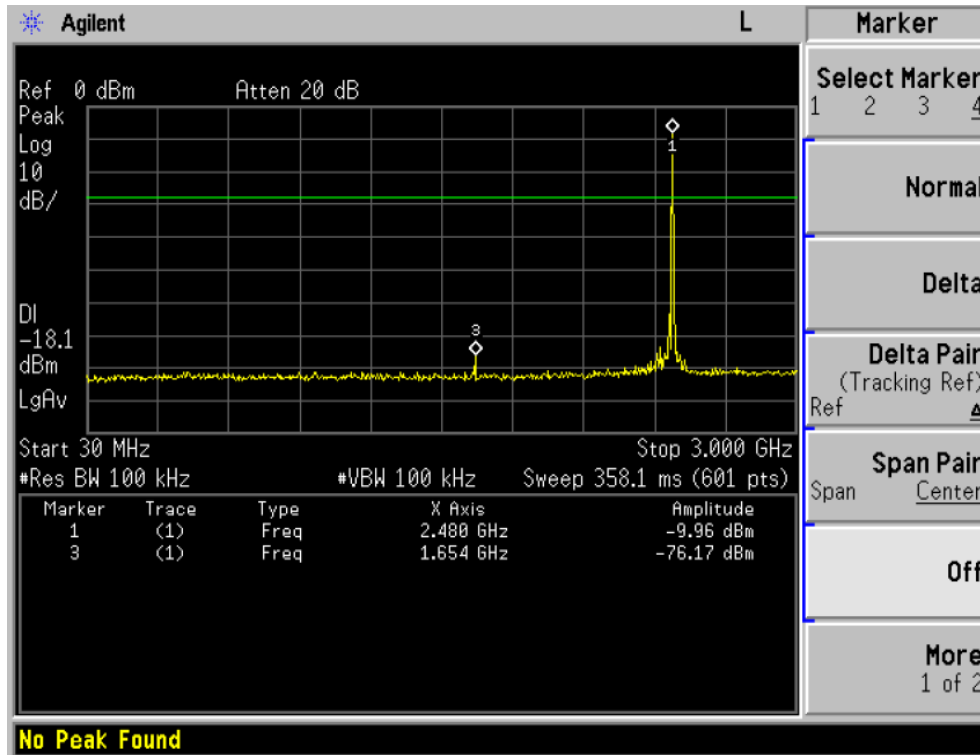 Agilent
L
Marker
Ref 0 dBm Atten 20 dB
Peak
Log
10
dB/
1
3
DI
-18.1
dBm
LgAv
Start 30 MHz Stop 3.000 GHz
#Res BW 100 kHz #VBW 100 kHz Sweep 358.1 ms (601 pts)
Marker Trace Type X Axis Amplitude
1 (1) Freq 2.480 GHz -9.96 dBm
3 (1) Freq 1.654 GHz -76.17 dBm
No Peak Found
Select Marker
1 2 3 4
Normal
Delta
Delta Pair
(Tracking Ref)
Ref Δ
Span Pair
Span Center
Off
More
1 of 2